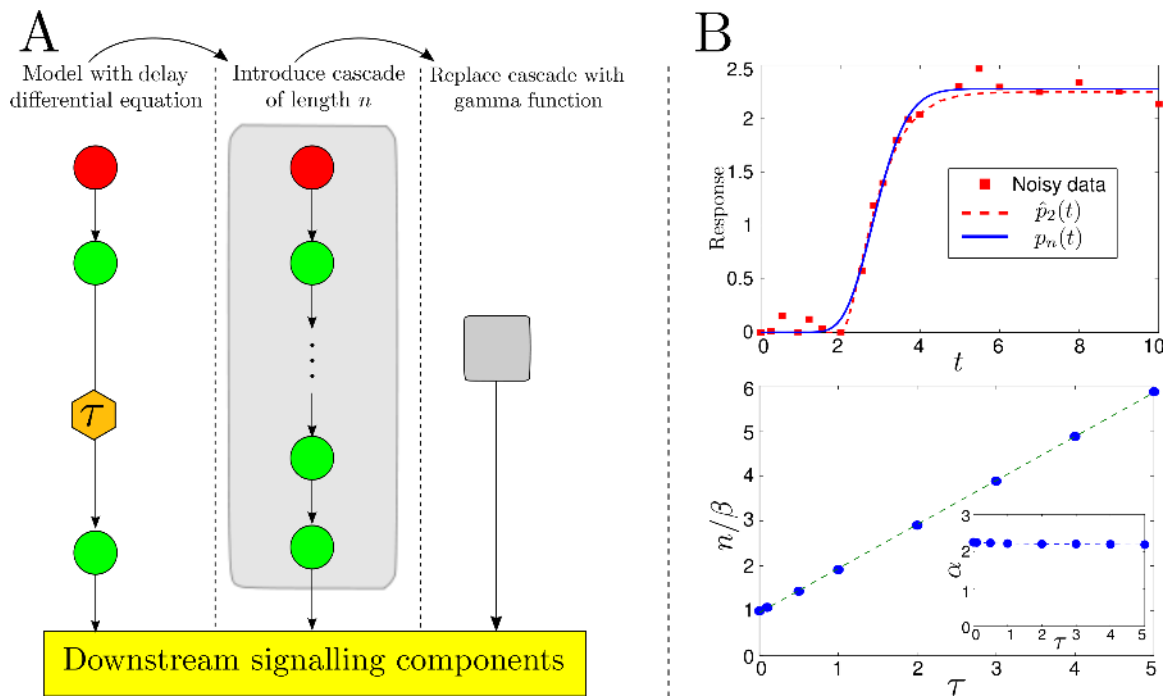 A
Model with delay
differential equation
Introduce cascade
of length n
Replace cascade with
gamma function
τ
Downstream signalling components
B
2.5
2
1.5
1
0.5
0
Response
Noisy data
p̂₂(t)
pₙ(t)
0 2 4 6 8 10
t
6
5
4
3
2
1
0
n/β
3
2
1
0
α
0 1 2 3 4 5
τ
0 1 2 3 4 5
τ